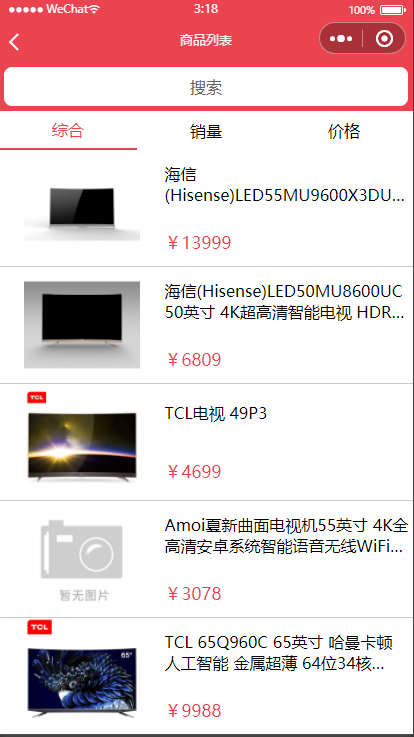 WeChat 3:18 100%
商品列表
搜索
综合 销量 价格
海信
(Hisense)LED55MU9600X3DU...
￥13999
海信(Hisense)LED50MU8600UC
50英寸 4K超高清智能电视 HDR...
￥6809
TCL
TCL电视 49P3
￥4699
Amoi夏新曲面电视机55英寸 4K全
高清安卓系统智能语音无线WiFi...
暂无图片
￥3078
TCL
65"
TCL 65Q960C 65英寸 哈曼卡顿
人工智能 金属超薄 64位34核...
￥9988